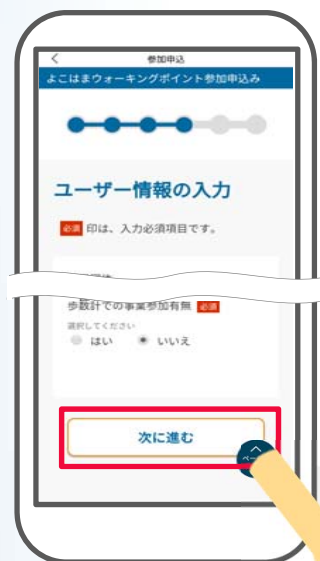 参加申込
よこはまウォーキングポイント参加申込み
ユーザー情報の入力
必須 印は、入力必須項目です。
歩数計での事業参加有無 必須
選択してください
はい いいえ
次に進む